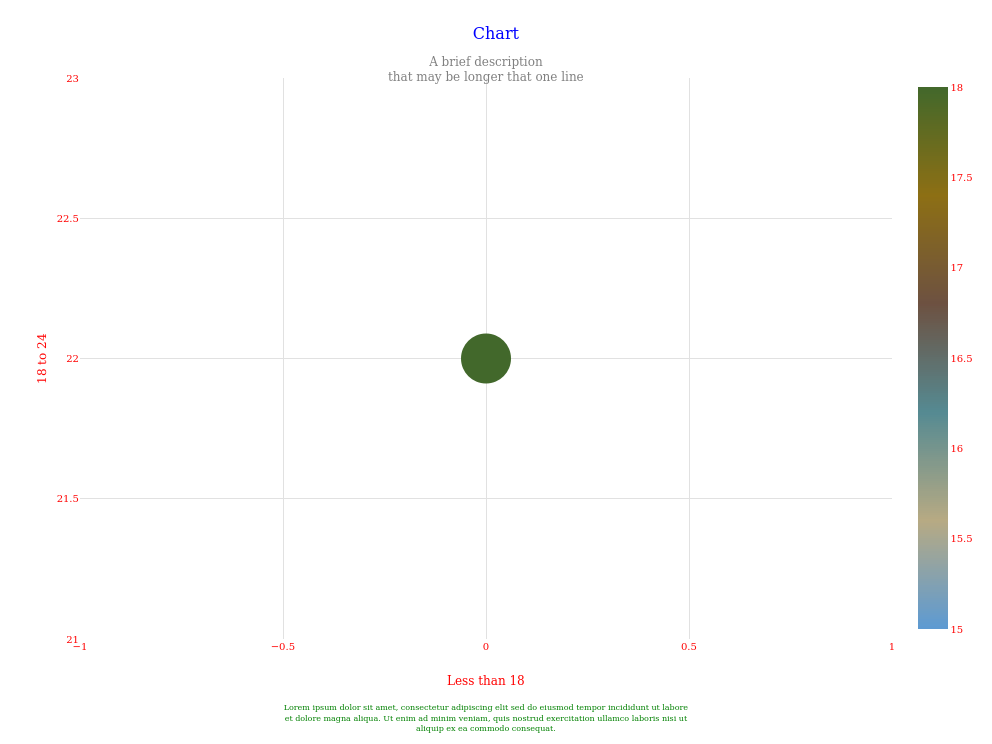 Chart
A brief description
that may be longer that one line
23
22.5
22
21.5
21
18 to 24
−1
−0.5
0
0.5
1
Less than 18
18
17.5
17
16.5
16
15.5
15
Lorem ipsum dolor sit amet, consectetur adipiscing elit sed do eiusmod tempor incididunt ut labore
et dolore magna aliqua. Ut enim ad minim veniam, quis nostrud exercitation ullamco laboris nisi ut
aliquip ex ea commodo consequat.